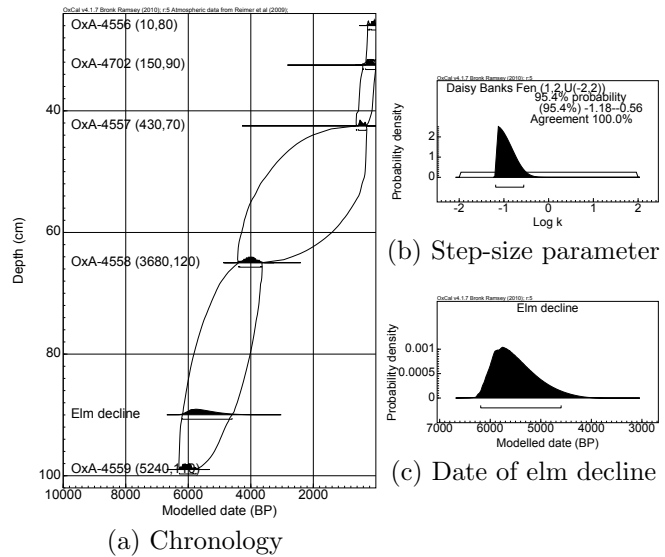 OxCal v4.1.7 Bronk Ramsey (2010); r:5 Atmospheric data from Reimer et al (2009);
OxA-4556 (10,80)
OxA-4702 (150,90)
40
OxA-4557 (430,70)
Depth (cm)
60
OxA-4558 (3680,120)
80
Elm decline
OxA-4559 (5240,
100
10000 8000 6000 4000 2000
Modelled date (BP)
(a) Chronology
OxCal v4.1.7 Bronk Ramsey (2010); r:5
Daisy Banks Fen (1,2,U(-2,2))
95.4% probability
(95.4%) -1.18--0.56
Agreement 100.0%
Probability density
2
1
0
-2 -1 0 1 2
Log k
(b) Step-size parameter
OxCal v4.1.7 Bronk Ramsey (2010); r:5
Elm decline
Probability density
0.001
0.0005
0
7000 6000 5000 4000 3000
Modelled date (BP)
(c) Date of elm decline